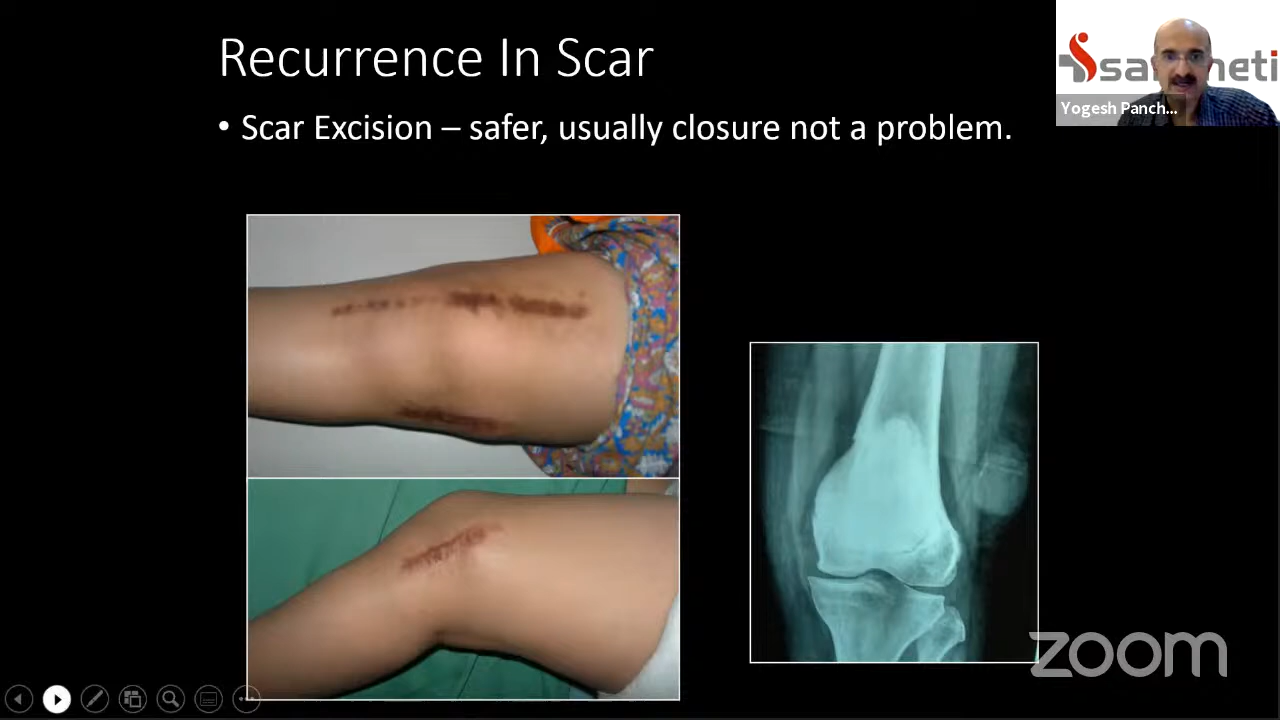 Recurrence In Scar
• Scar Excision – safer, usually closure not a problem.
Yogesh Panch...
zoom